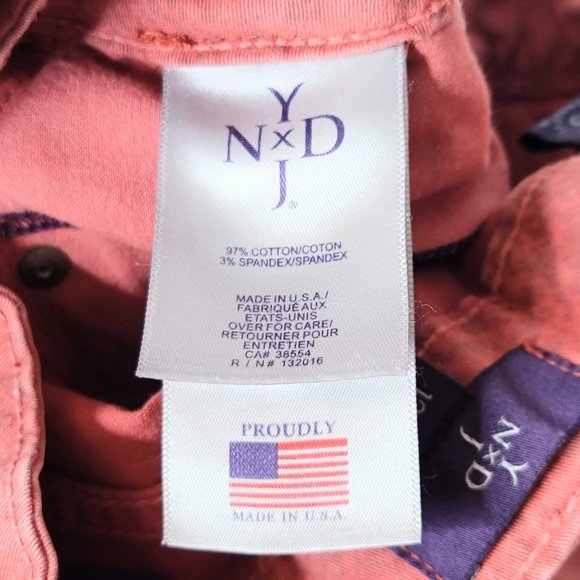 Y
N×D
J®
97% COTTON/COTON
3% SPANDEX/SPANDEX
MADE IN U.S.A./
FABRIQUÉ AUX
ETATS-UNIS
OVER FOR CARE/
RETOURNER POUR
ENTRETIEN
CA# 38554
R / N# 132016
PROUDLY
MADE IN U.S.A.
Y
N×D
J